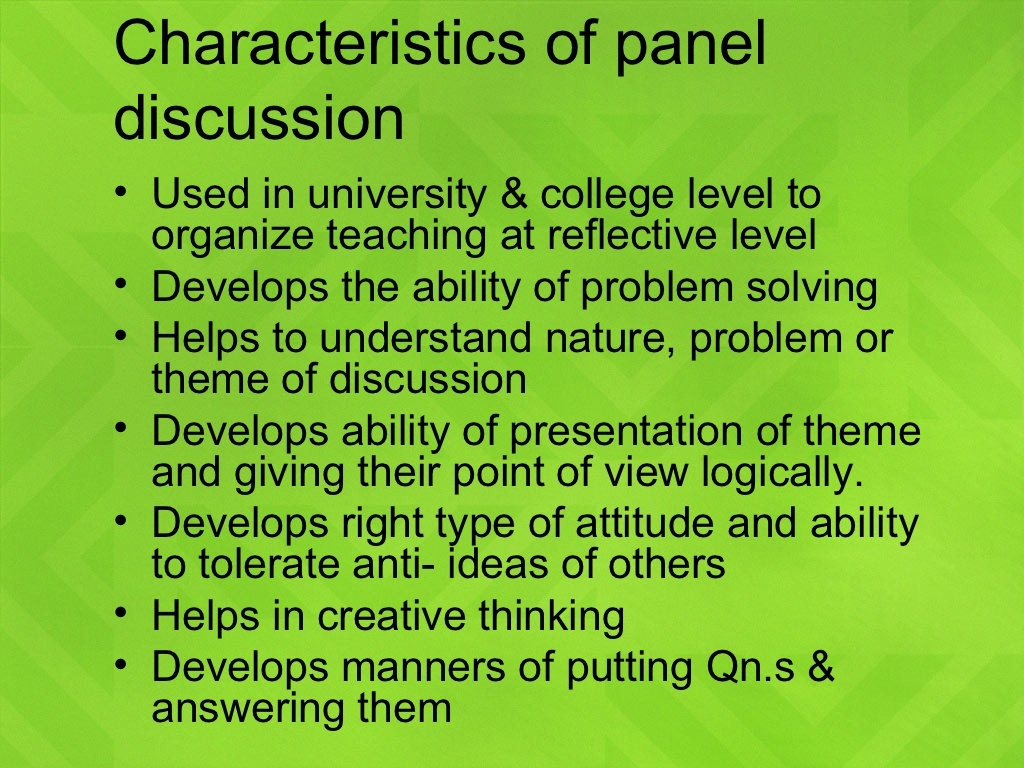 Characteristics of panel
discussion
• Used in university & college level to
organize teaching at reflective level
• Develops the ability of problem solving
• Helps to understand nature, problem or
theme of discussion
• Develops ability of presentation of theme
and giving their point of view logically.
• Develops right type of attitude and ability
to tolerate anti- ideas of others
• Helps in creative thinking
• Develops manners of putting Qn.s &
answering them